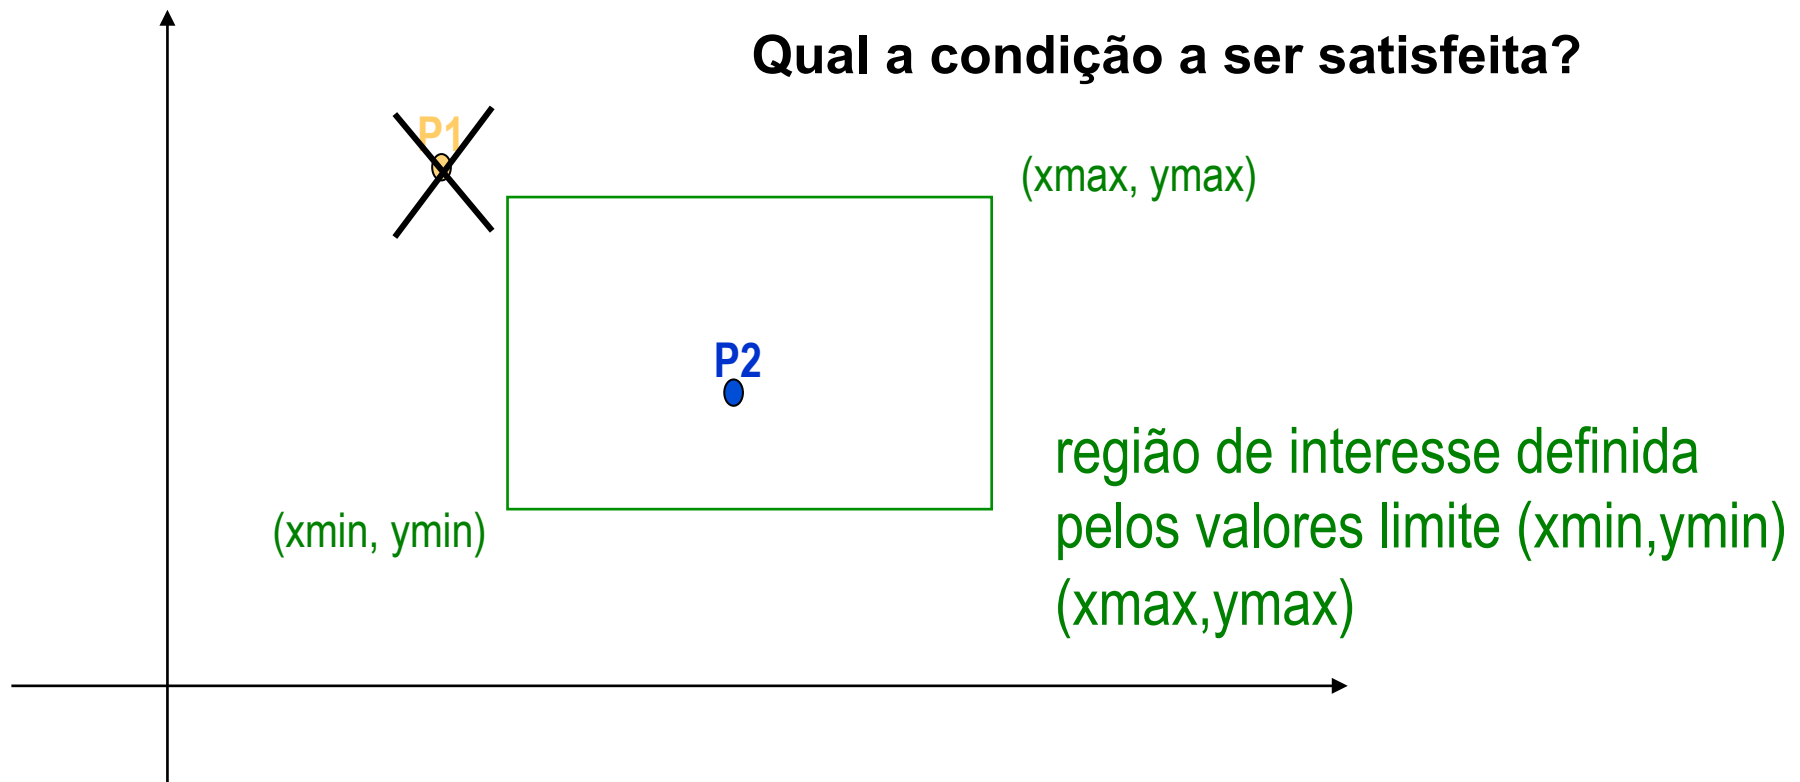 Qual a condição a ser satisfeita?
P1
(xmax, ymax)
P2
região de interesse definida
pelos valores limite (xmin,ymin)
(xmax,ymax)
(xmin, ymin)